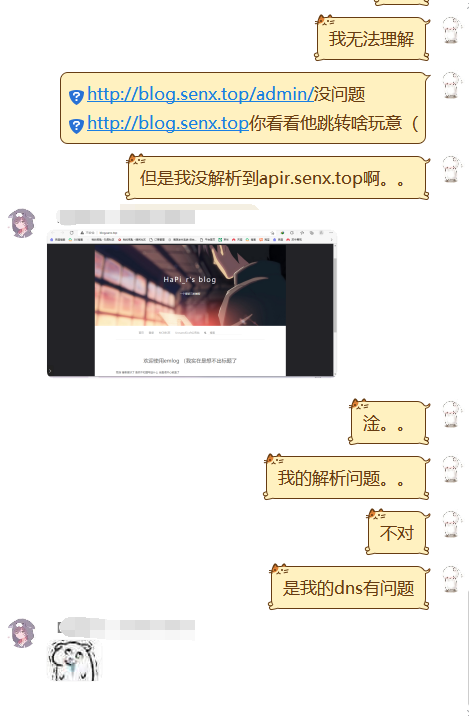 我无法理解
http://blog.senx.top/admin/没问题
http://blog.senx.top你看看他跳转啥玩意（
但是我没解析到apir.senx.top啊。。
HaPi_r's blog
欢迎使用emlog （我实在是想不出标题了
淦。。
我的解析问题。。
不对
是我的dns有问题